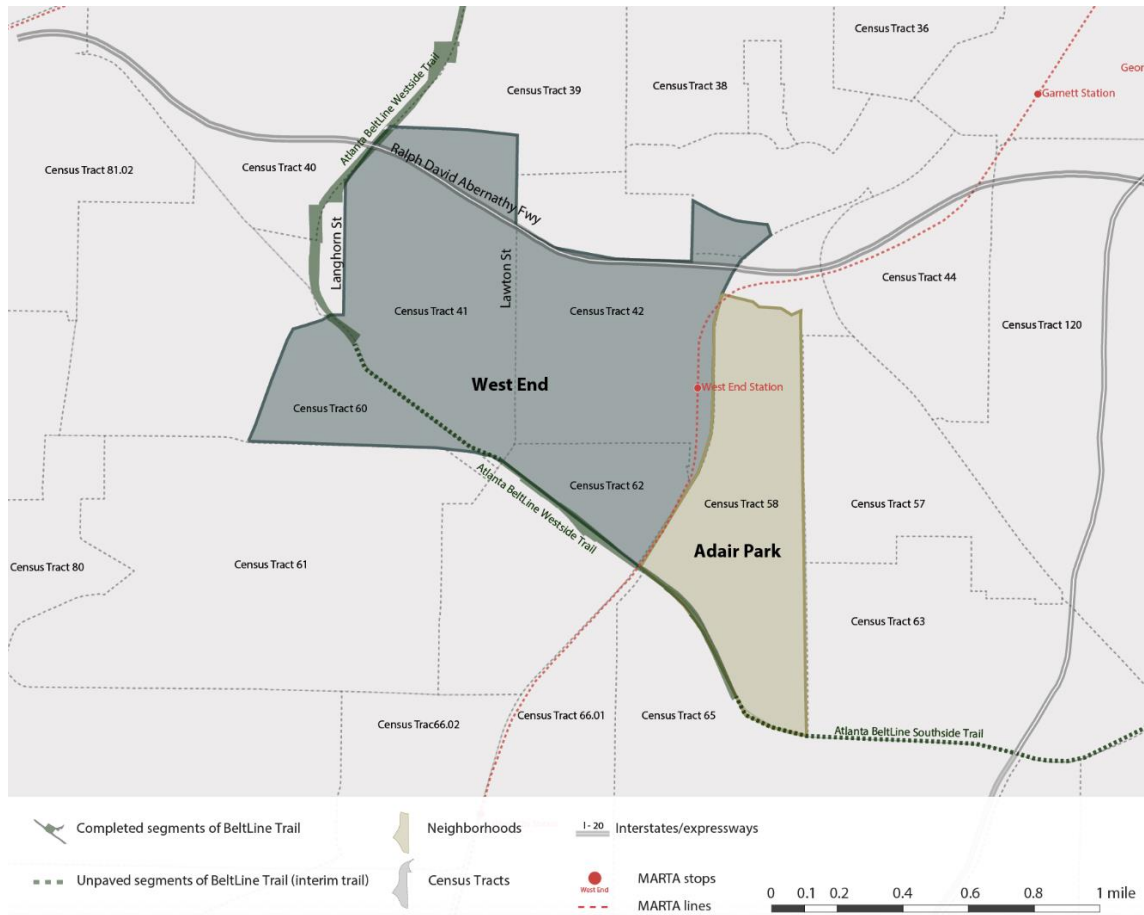 Census Tract 36
Atlanta BeltLine Westside Trail
Census Tract 39
Census Tract 38
Geor
Garnett Station
Census Tract 81.02
Census Tract 40
Ralph David Abernathy Fwy
Langhorn St
Lawton St
Census Tract 44
Census Tract 41
Census Tract 42
Census Tract 120
West End
West End Station
Census Tract 60
Census Tract 62
Atlanta BeltLine Westside Trail
Census Tract 58
Census Tract 57
Adair Park
Census Tract 80
Census Tract 61
Census Tract 63
Census Trac66.02
Census Tract 66.01
Census Tract 65
Atlanta BeltLine Southside Trail
Completed segments of BeltLine Trail
Neighborhoods
I - 20
Interstates/expressways
Unpaved segments of BeltLine Trail (interim trail)
Census Tracts
West End
MARTA stops
MARTA lines
0 0.1 0.2 0.4 0.6 0.8 1 mile